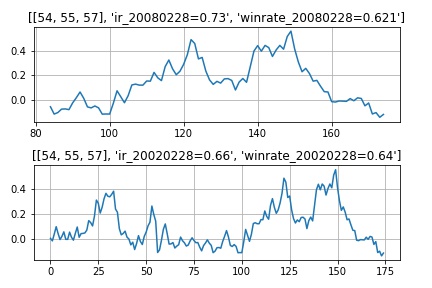 [[54, 55, 57], 'ir_20080228=0.73', 'winrate_20080228=0.621']
0.4
0.2
0.0
80 100 120 140 160
[[54, 55, 57], 'ir_20020228=0.66', 'winrate_20020228=0.64']
0.4
0.2
0.0
0 25 50 75 100 125 150 175